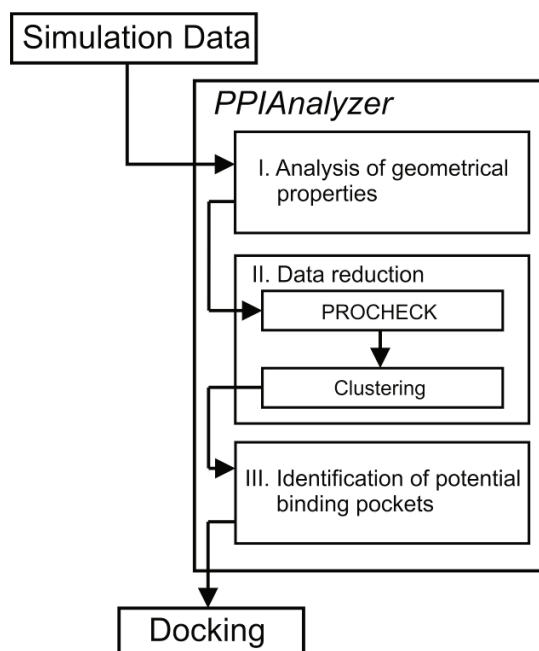 Simulation Data
PPIAnalyzer
I. Analysis of geometrical
properties
II. Data reduction
PROCHECK
Clustering
III. Identification of potential
binding pockets
Docking